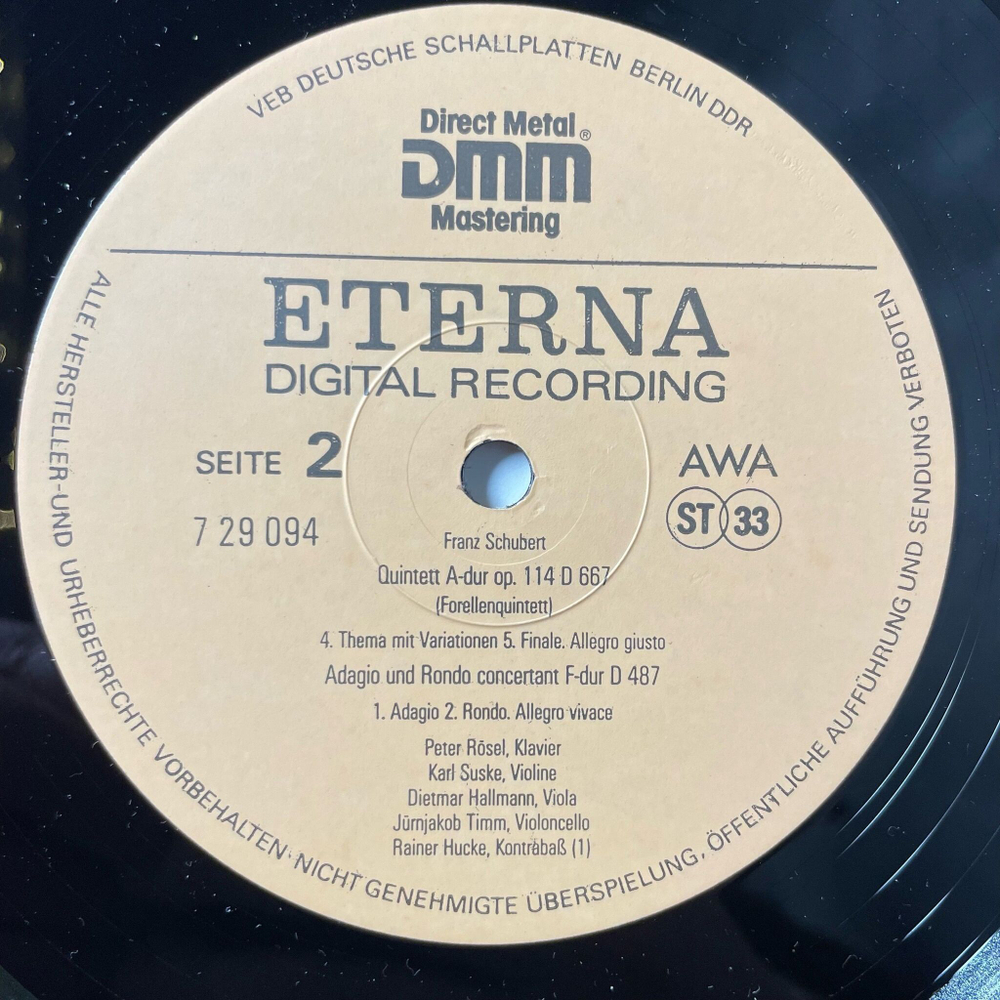 VEB DEUTSCHE SCHALLPLATTEN BERLIN DDR
Direct Metal
DMM®
Mastering
ETERNA
DIGITAL RECORDING
SEITE 2
AWA
7 29 094
ST 33
Franz Schubert
Quintett A-dur op. 114 D 667
(Forellenquintett)
4. Thema mit Variationen 5. Finale. Allegro giusto
Adagio und Rondo concertant F-dur D 487
1. Adagio 2. Rondo. Allegro vivace
Peter Rösel, Klavier
Karl Suske, Violine
Dietmar Hallmann, Viola
Jürnjakob Timm, Violoncello
Rainer Hucke, Kontrabaß (1)
ALLE HERSTELLER-UND URHEBERRECHTE VORBEHALTEN · NICHT GENEHMIGTE ÜBERSPIELUNG, ÖFFENTLICHE AUFFÜHRUNG UND SENDUNG VERBOTEN